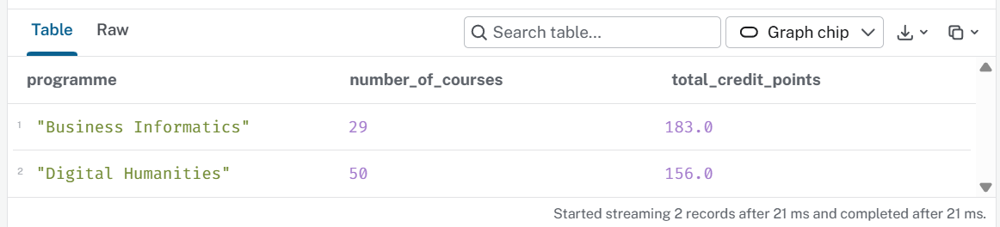 Table Raw Search table... Graph chip
programme number_of_courses total_credit_points
1 "Business Informatics" 29 183.0
2 "Digital Humanities" 50 156.0
Started streaming 2 records after 21 ms and completed after 21 ms.